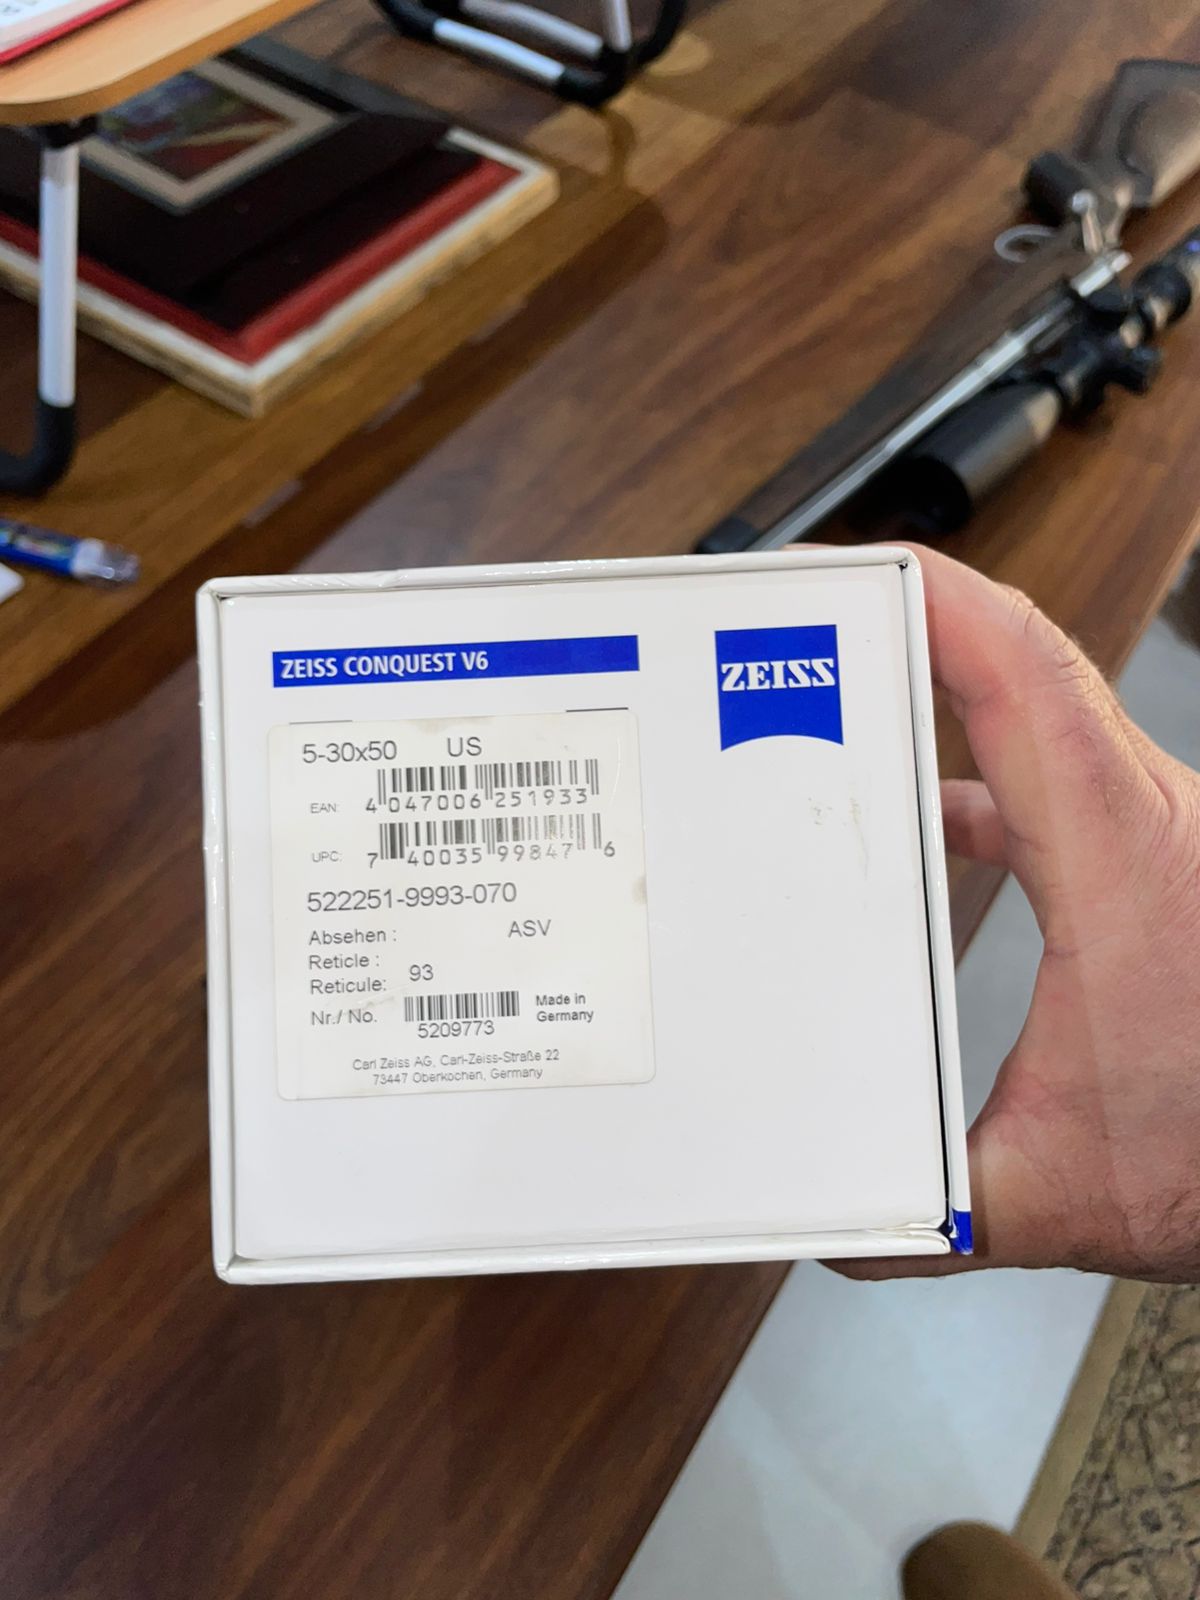 ZEISS CONQUEST V6
ZEISS
5-30x50 US
EAN: 4 047006 251933
UPC: 7 40035 99847 6
522251-9993-070
Absehen : ASV
Reticle :
Reticule: 93
Nr./ No. 5209773
Made in
Germany
Carl Zeiss AG, Carl-Zeiss-Straße 22
73447 Oberkochen, Germany